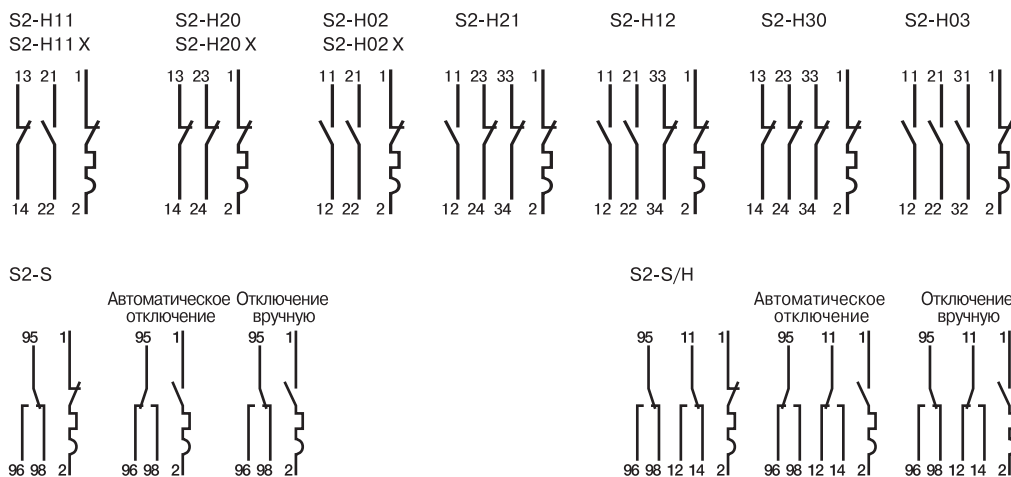 S2-H11 S2-H20 S2-H02 S2-H21 S2-H12 S2-H30 S2-H03
S2-H11 X S2-H20 X S2-H02 X
13 21 1 13 23 1 11 21 1 11 23 33 1 11 21 33 1 13 23 33 1 11 21 31 1
14 22 2 14 24 2 12 22 2 12 24 34 2 12 22 34 2 14 24 34 2 12 22 32 2
S2-S S2-S/H
Автоматическое Отключение Автоматическое Отключение
отключение вручную отключение вручную
95 1 95 1 95 1 95 11 1 95 11 1 95 11 1
96 98 2 96 98 2 96 98 2 96 98 12 14 2 96 98 12 14 2 96 98 12 14 2